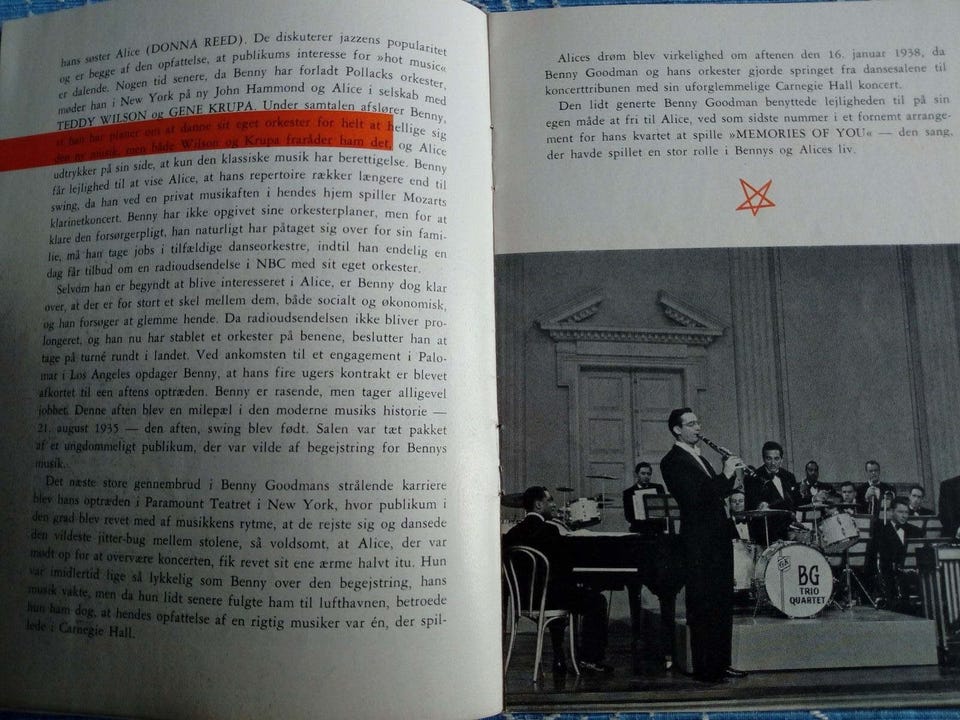 hans søster Alice (DONNA REED). De diskuterer jazzens popularitet
og er begge af den opfattelse, at publikums interesse for »hot music«
er dalende. Nogen tid senere, da Benny har forladt Pollacks orkester,
møder han i New York på ny John Hammond og Alice i selskab med
TEDDY WILSON og GENE KRUPA. Under samtalen afslører Benny,
at han har planer om at danne sit eget orkester for helt at hellige sig
den ny musik, men både Wilson og Krupa fraråder ham det, og Alice
udtrykker på sin side, at kun den klassiske musik har berettigelse. Benny
får lejlighed til at vise Alice, at hans repertoire rækker længere end til
swing, da han ved en privat musikaften i hendes hjem spiller Mozarts
klarinetkoncert. Benny har ikke opgivet sine orkesterplaner, men for at
klare den forsørgerpligt, han naturligt har påtaget sig over for sin fami-
lie, må han tage jobs i tilfældige danseorkestre, indtil han endelig en
dag får tilbud om en radioudsendelse i NBC med sit eget orkester.
Selvom han er begyndt at blive interesseret i Alice, er Benny dog klar
over, at der er for stort et skel mellem dem, både socialt og økonomisk,
og han forsøger at glemme hende. Da radioudsendelsen ikke bliver pro-
longeret, og han nu har stablet et orkester på benene, beslutter han at
tage på turné rundt i landet. Ved ankomsten til et engagement i Palo-
mar i Los Angeles opdager Benny, at hans fire ugers kontrakt er blevet
afkortet til een aftens optræden. Benny er rasende, men tager alligevel
jobbet. Denne aften blev en milepæl i den moderne musiks historie —
21. august 1935 — den aften, swing blev født. Salen var tæt pakket
af et ungdommeligt publikum, der var vilde af begejstring for Bennys
musik.
Det næste store gennembrud i Benny Goodmans strålende karriere
blev hans optræden i Paramount Teatret i New York, hvor publikum i
den grad blev revet med af musikkens rytme, at de rejste sig og dansede
den vildeste jitter-bug mellem stolene, så voldsomt, at Alice, der var
mødt op for at overvære koncerten, fik revet sit ene ærme halvt itu. Hun
var imidlertid lige så lykkelig som Benny over den begejstring, hans
musik vakte, men da hun lidt senere fulgte ham til lufthavnen, betroede
hun ham dog, at hendes opfattelse af en rigtig musiker var én, der spil-
lede i Carnegie Hall.
Alices drøm blev virkelighed om aftenen den 16. januar 1938, da
Benny Goodman og hans orkester gjorde springet fra dansesalene til
koncerttribunen med sin uforglemmelige Carnegie Hall koncert.
Den lidt generte Benny Goodman benyttede lejligheden til på sin
egen måde at fri til Alice, ved som sidste nummer i et fornemt arrange-
ment for hans kvartet at spille »MEMORIES OF YOU« — den sang,
der havde spillet en stor rolle i Bennys og Alices liv.
GK
BG
TRIO
QUARTET